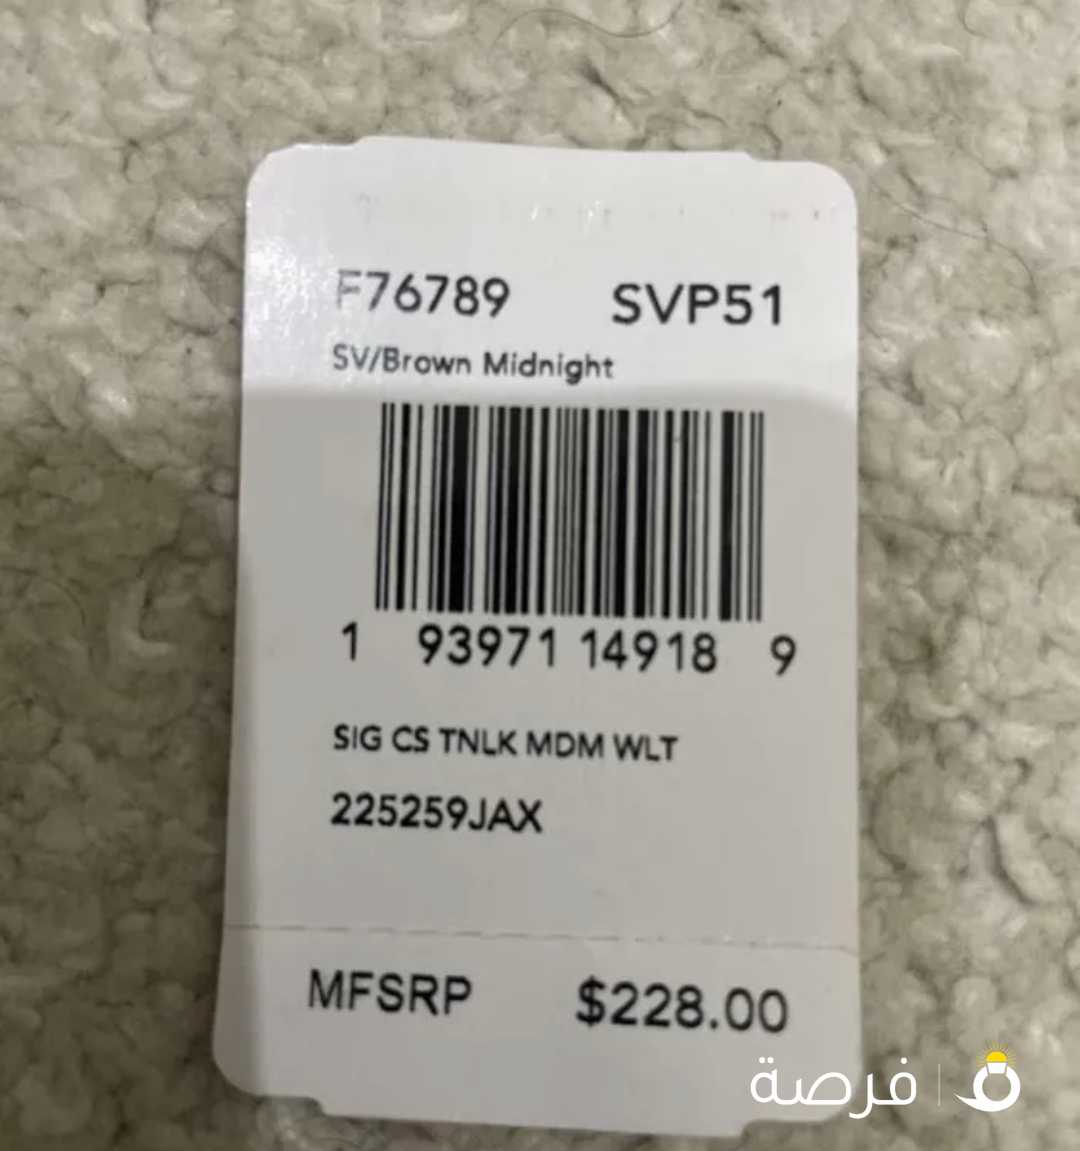 F76789 SVP51
SV/Brown Midnight
1 93971 14918 9
SIG CS TNLK MDM WLT
225259JAX
MFSRP $228.00
فرصة